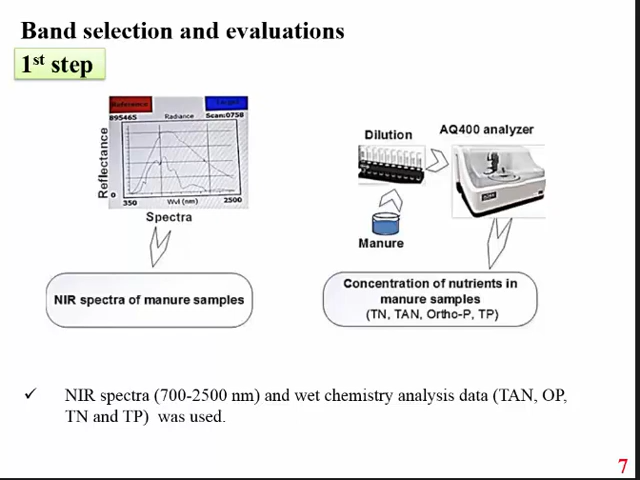 Band selection and evaluations
1st step
Reference
Target
895465 Radiance Scan:0758
Reflectance
0
350 Wvl (nm) 2500
Spectra
NIR spectra of manure samples
Dilution
AQ400 analyzer
Manure
Concentration of nutrients in
manure samples
(TN, TAN, Ortho-P, TP)
✓ NIR spectra (700-2500 nm) and wet chemistry analysis data (TAN, OP,
TN and TP) was used.
7